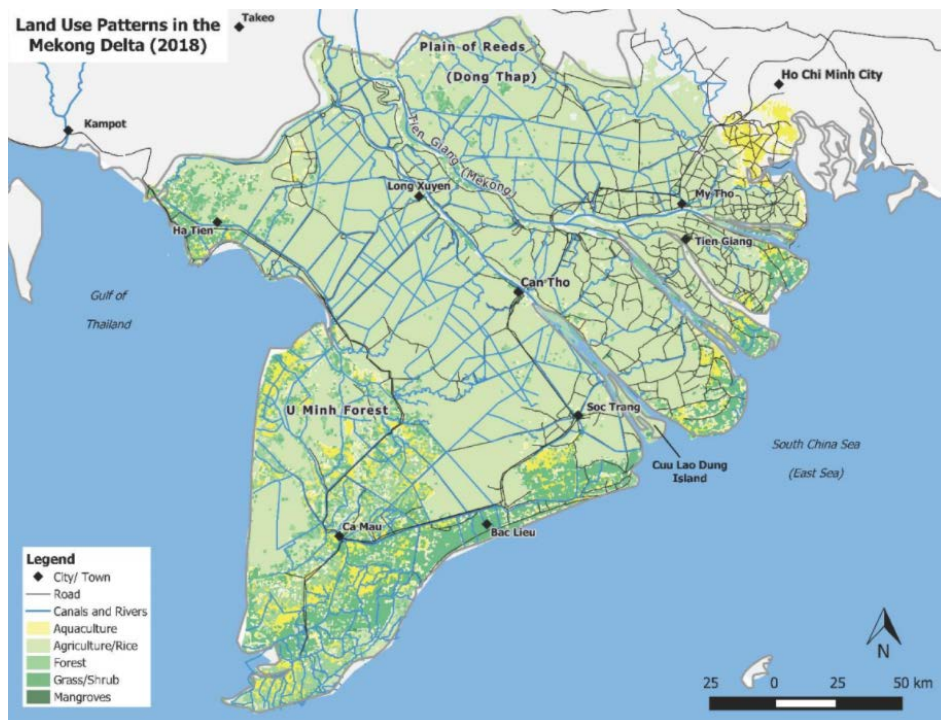 Land Use Patterns in the
Mekong Delta (2018)
Takeo
Plain of Reeds
(Dong Thap)
Ho Chi Minh City
Kampot
Tien Giang (Mekong)
Long Xuyen
My Tho
Ha Tien
Tien Giang
Gulf of
Thailand
Can Tho
U Minh Forest
Soc Trang
South China Sea
(East Sea)
Cuu Lao Dung
Island
Ca Mau
Bac Lieu
Legend
City/ Town
Road
Canals and Rivers
Aquaculture
Agriculture/Rice
Forest
Grass/Shrub
Mangroves
N
25 0 25 50 km